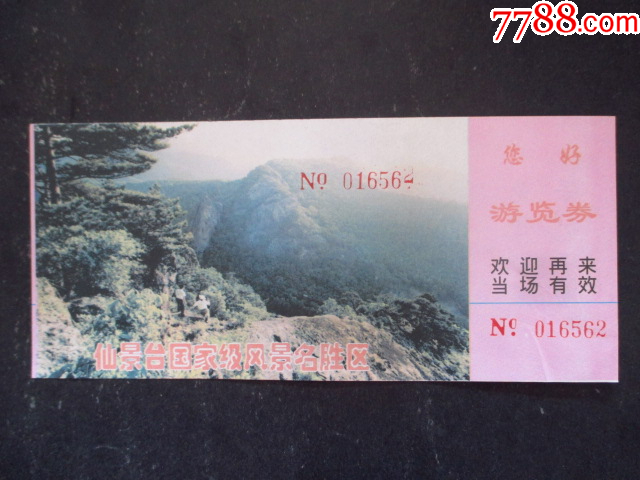 7788.com
No 016562
仙景台国家级风景名胜区
您 好
游览券
欢迎再来
当场有效
No 016562